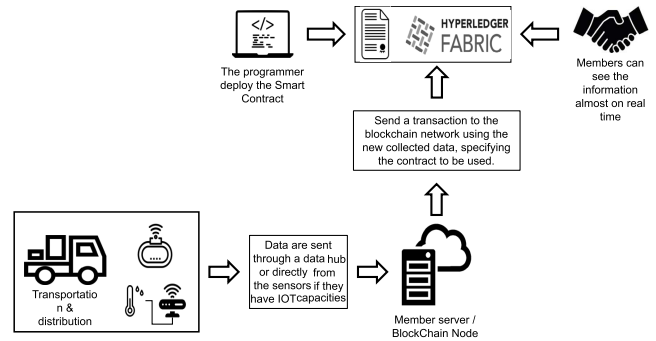 </>
HYPERLEDGER
FABRIC
The programmer
deploy the Smart
Contract
Members can
see the
information
almost on real
time
Send a transaction to the
blockchain network using the
new collected data, specifying
the contract to be used.
Transportatio
n &
distribution
Data are sent
through a data hub
or directly from
the sensors if they
have IOT capacities
Member server /
BlockChain Node